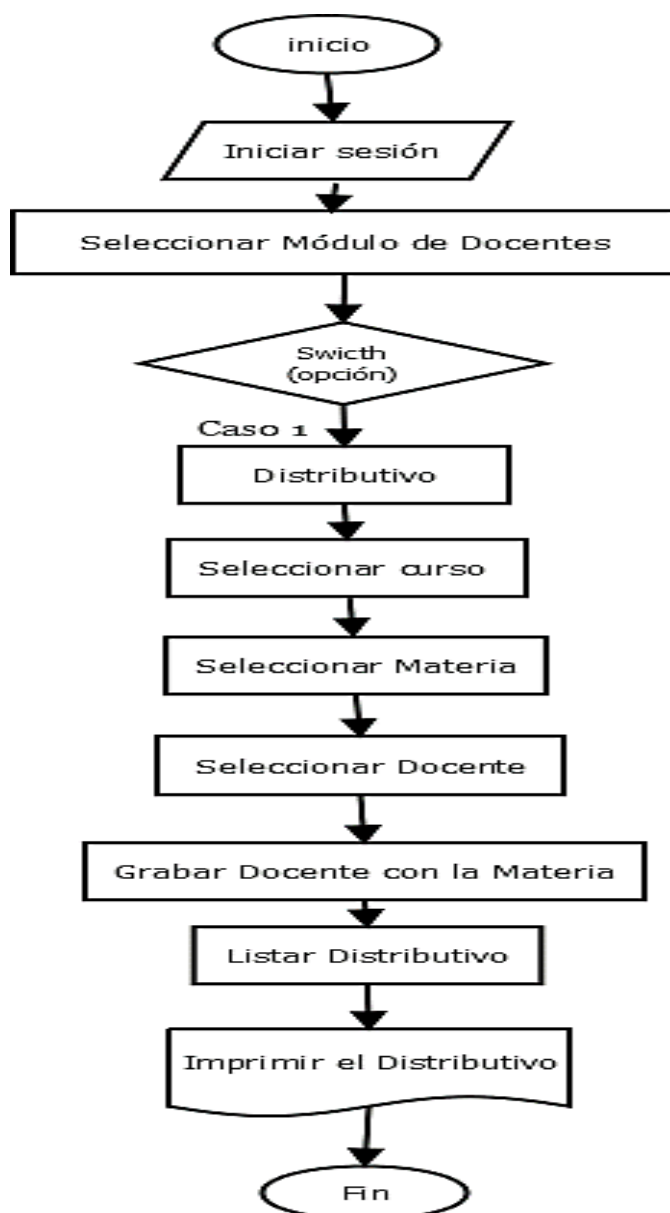 inicio
Iniciar sesión
Seleccionar Módulo de Docentes
Swicth
(opción)
Caso 1
Distributivo
Seleccionar curso
Seleccionar Materia
Seleccionar Docente
Grabar Docente con la Materia
Listar Distributivo
Imprimir el Distributivo
Fin